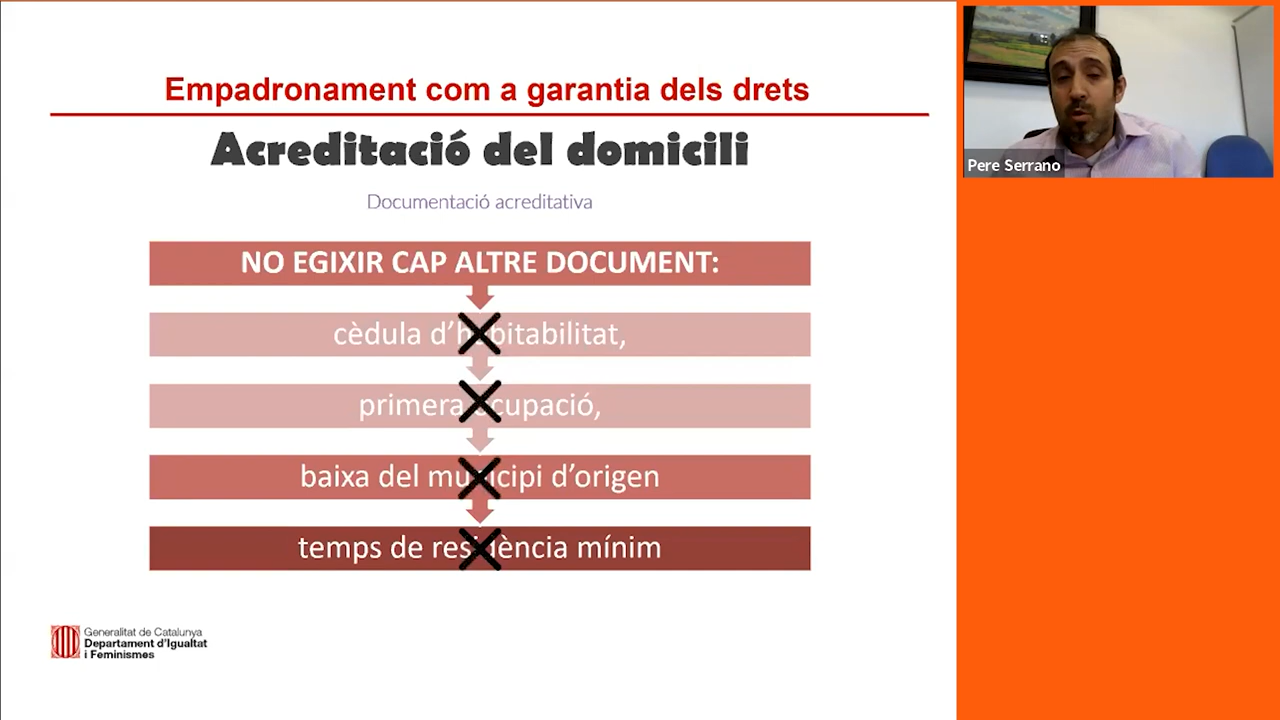 Empadronament com a garantia dels drets
Acreditació del domicili
Documentació acreditativa
NO EGIXIR CAP ALTRE DOCUMENT:
cèdula d'habitabilitat,
primera ocupació,
baixa del municipi d'origen
temps de residència mínim
Generalitat de Catalunya
Departament d'Igualtat
i Feminismes
Pere Serrano